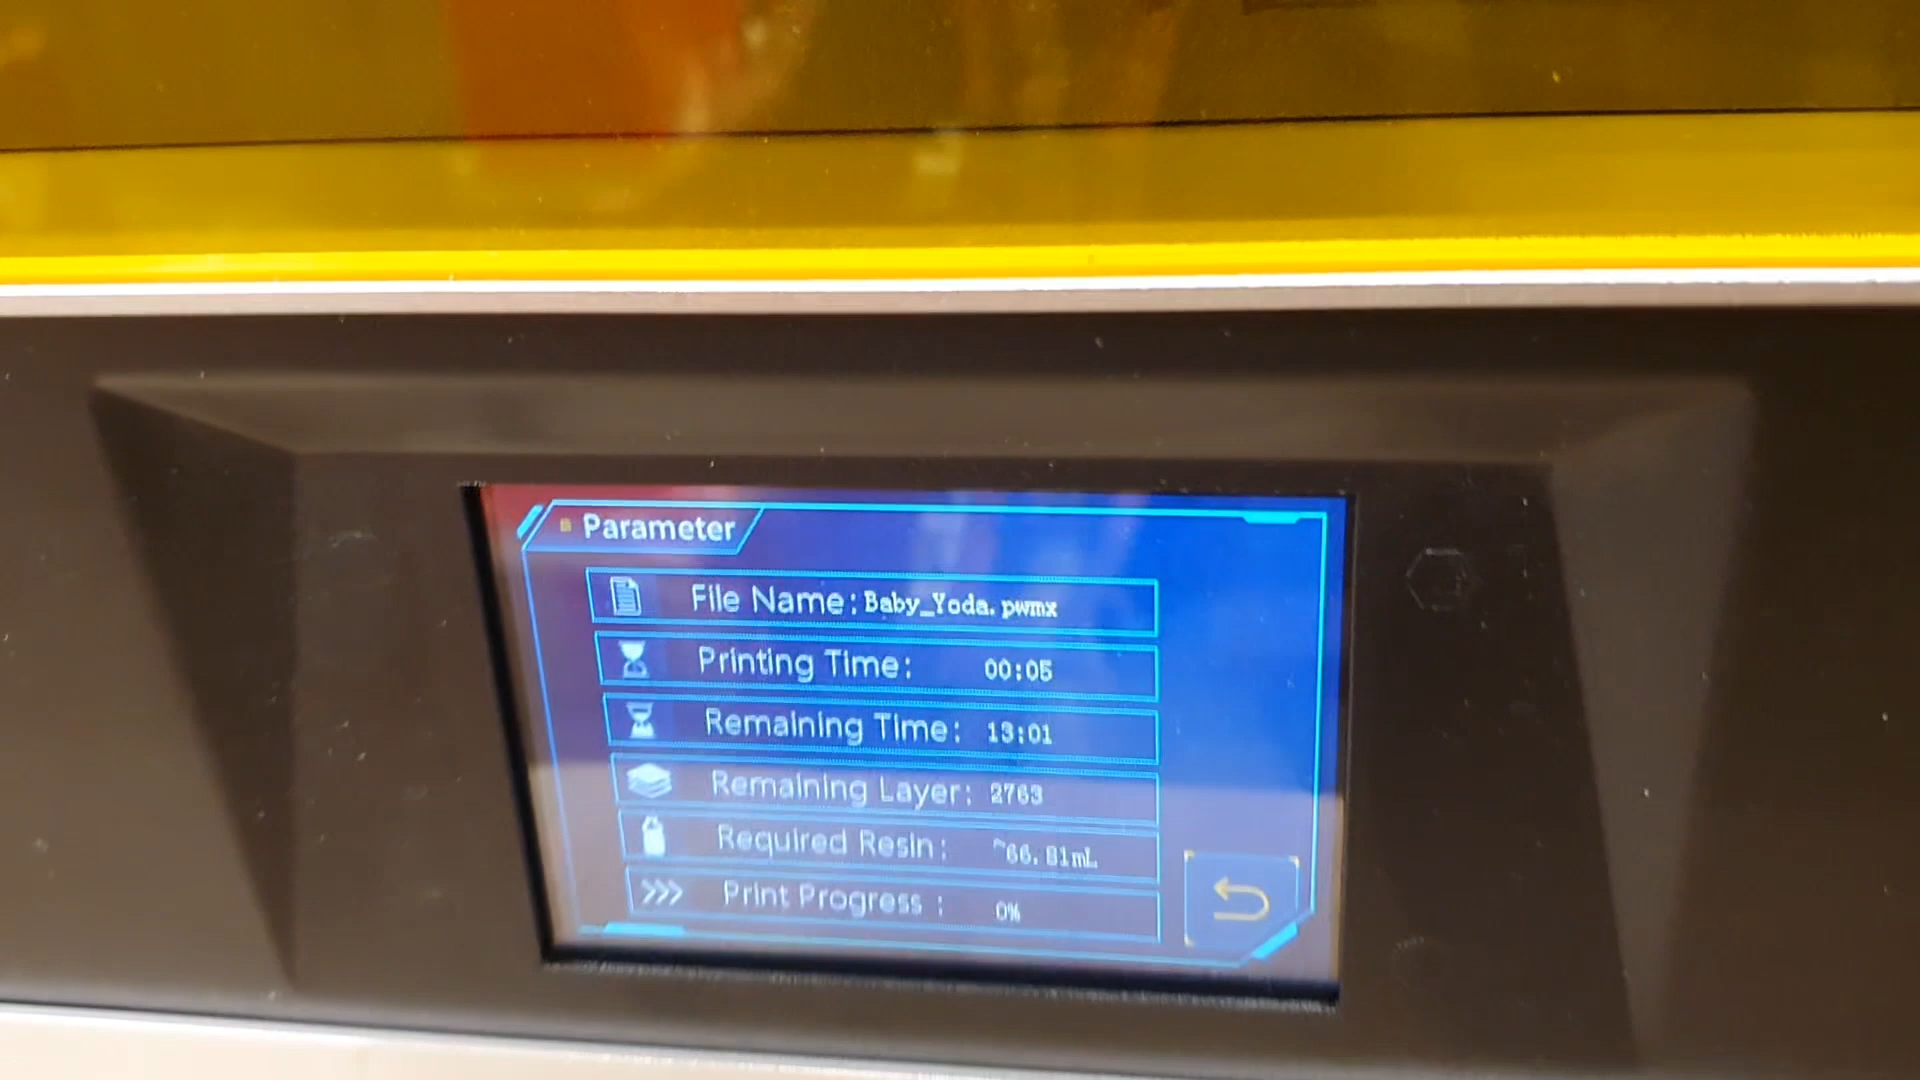 Parameter
File Name: Baby_Yoda.pwmx
Printing Time: 00:05
Remaining Time: 13:01
Remaining Layer: 2763
Required Resin: ~66.81mL
Print Progress : 0%